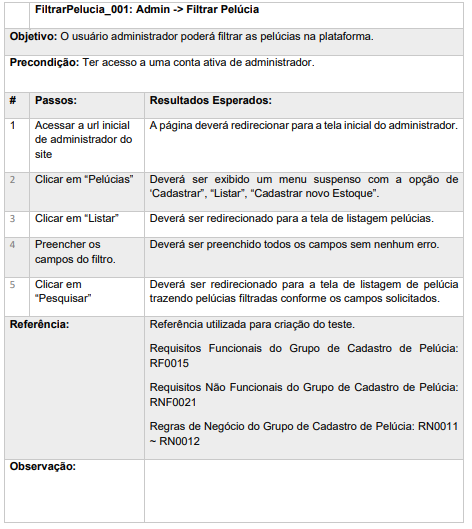 FiltrarPelucia_001: Admin -> Filtrar Pelúcia
Objetivo: O usuário administrador poderá filtrar as pelúcias na plataforma.
Precondição: Ter acesso a uma conta ativa de administrador.
# Passos: Resultados Esperados:
1 Acessar a url inicial A página deverá redirecionar para a tela inicial do administrador.
de administrador do
site
2 Clicar em “Pelúcias” Deverá ser exibido um menu suspenso com a opção de
‘Cadastrar”, “Listar”, “Cadastrar novo Estoque”.
3 Clicar em “Listar” Deverá ser redirecionado para a tela de listagem pelúcias.
4 Preencher os Deverá ser preenchido todos os campos sem nenhum erro.
campos do filtro.
5 Clicar em Deverá ser redirecionado para a tela de listagem de pelúcia
“Pesquisar” trazendo pelúcias filtradas conforme os campos solicitados.
Referência: Referência utilizada para criação do teste.
Requisitos Funcionais do Grupo de Cadastro de Pelúcia:
RF0015
Requisitos Não Funcionais do Grupo de Cadastro de Pelúcia:
RNF0021
Regras de Negócio do Grupo de Cadastro de Pelúcia: RN0011
~ RN0012
Observação: